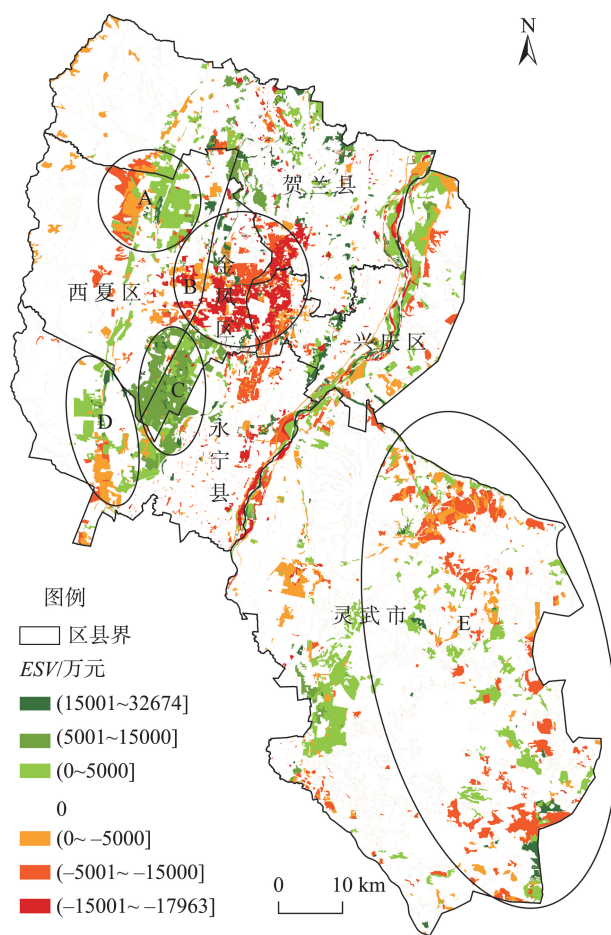 N
贺兰县
A
金凤区
B
西夏区
兴庆区
C
D
永宁县
图例
灵武市
E
区县界
ESV/万元
(15001~32674]
(5001~15000]
(0~5000]
0
(0~ –5000]
(–5001~ –15000]
(–15001~ –17963]
0 10 km